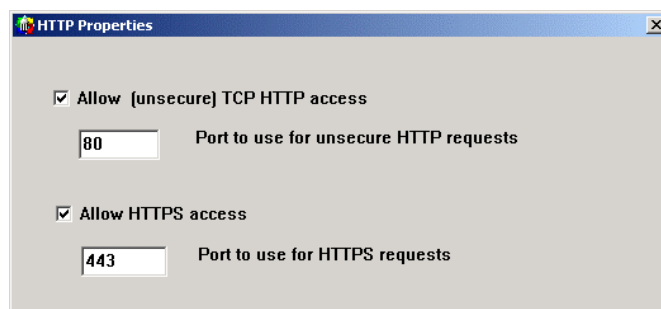 HTTP Properties
Allow (unsecure) TCP HTTP access
80 Port to use for unsecure HTTP requests
Allow HTTPS access
443 Port to use for HTTPS requests